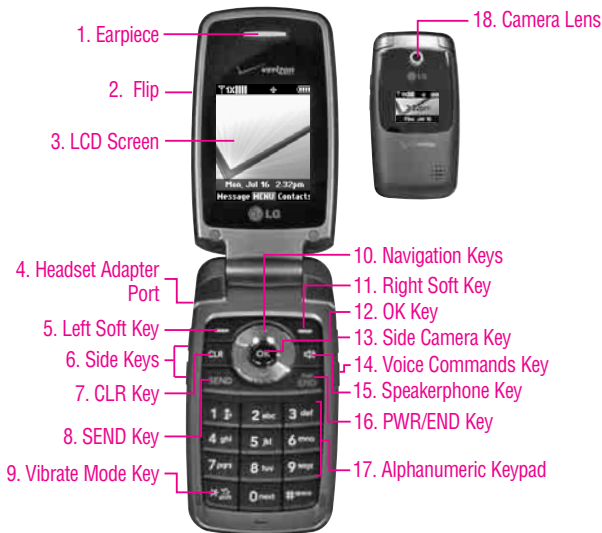 1. Earpiece
2. Flip
3. LCD Screen
4. Headset Adapter
Port
5. Left Soft Key
6. Side Keys
7. CLR Key
8. SEND Key
9. Vibrate Mode Key
10. Navigation Keys
11. Right Soft Key
12. OK Key
13. Side Camera Key
14. Voice Commands Key
15. Speakerphone Key
16. PWR/END Key
17. Alphanumeric Keypad
18. Camera Lens
verizon
1X
Mon, Jul 16 2:32pm
Message MENU Contacts
LG
OK
CLR
SEND
END
1
2 abc
3 def
4 ghi
5 jkl
6 mno
7 pqrs
8 tuv
9 wxyz
*
0 next
#
LG